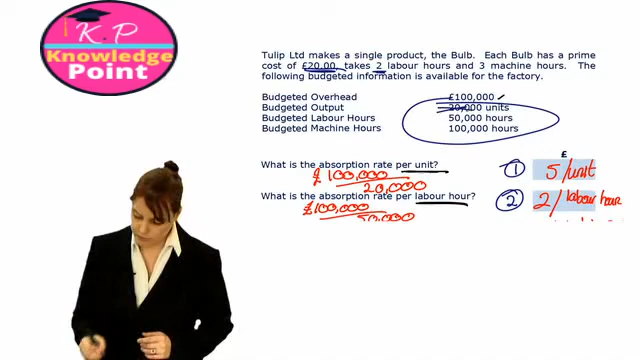 K.P
Knowledge
Point
Tulip Ltd makes a single product, the Bulb. Each Bulb has a prime
cost of £20.00 takes 2 labour hours and 3 machine hours. The
following budgeted information is available for the factory.
Budgeted Overhead £100,000
Budgeted Output 20,000 units
Budgeted Labour Hours 50,000 hours
Budgeted Machine Hours 100,000 hours
£
What is the absorption rate per unit? 1 5/unit
£100,000
20,000
What is the absorption rate per labour hour? 2 2/labour hour
£100,000
50,000